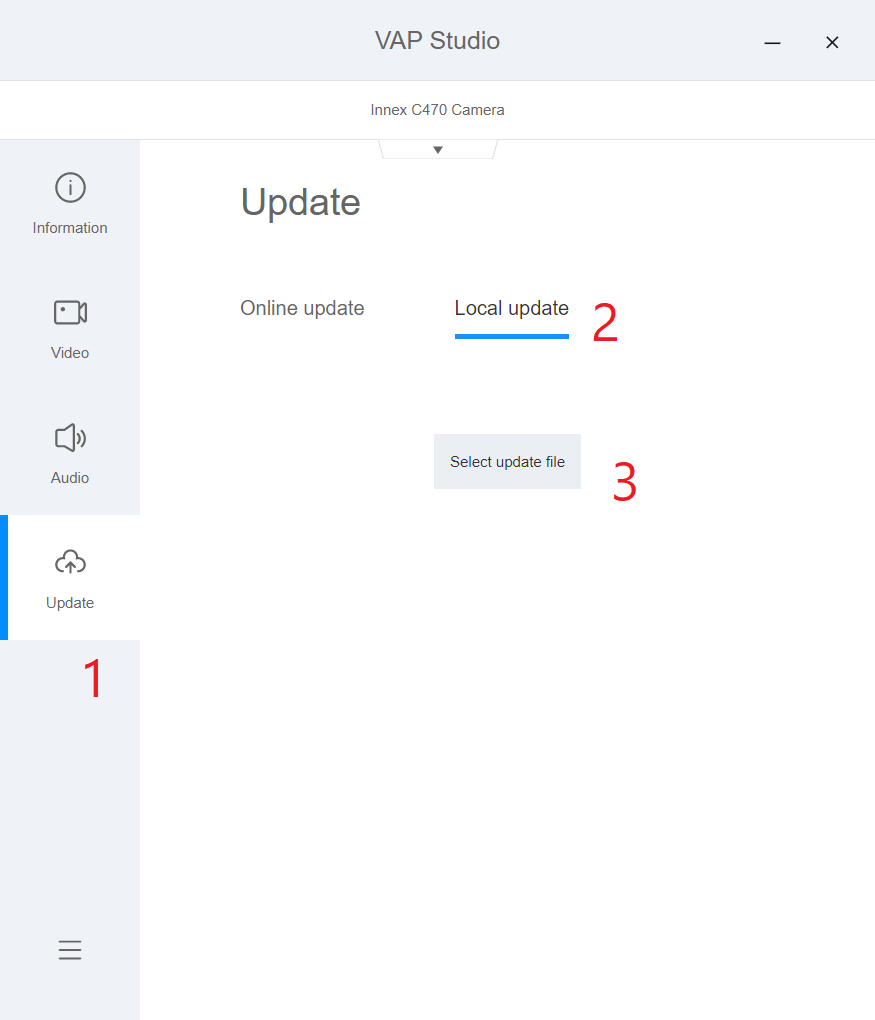 VAP Studio
Innex C470 Camera
Information
Video
Audio
Update
1
Update
Online update
Local update 2
Select update file 3